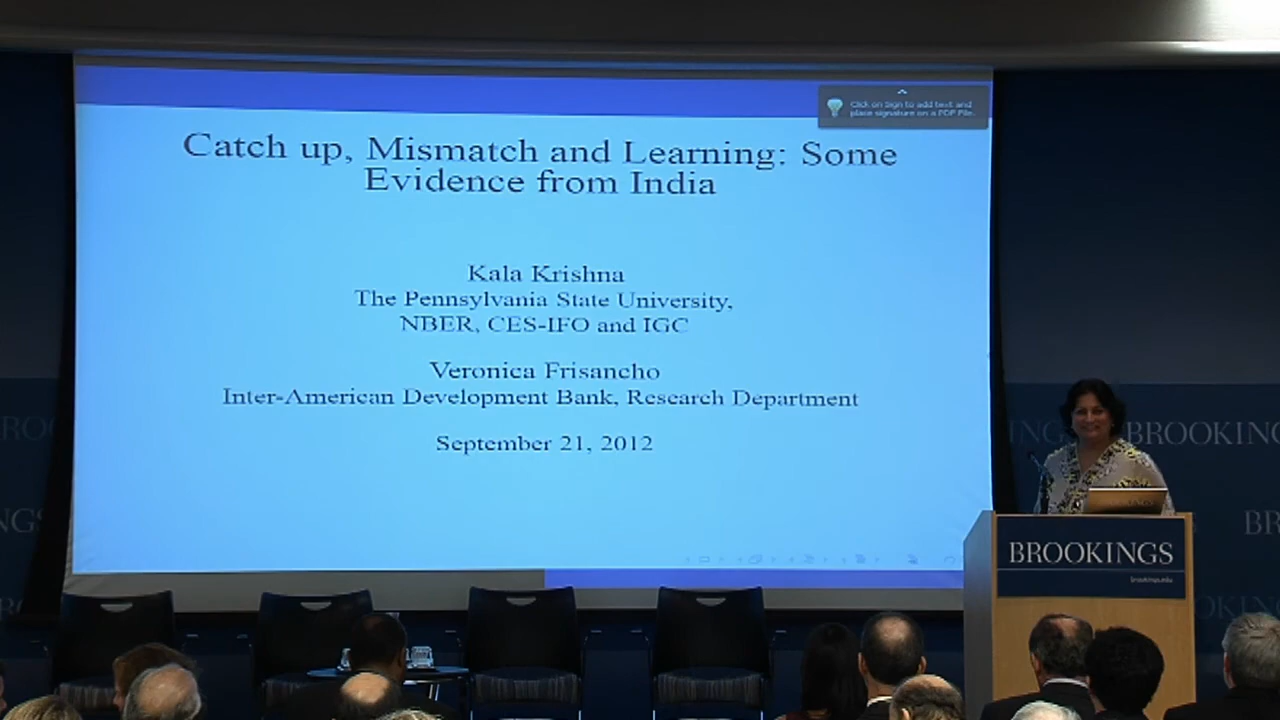 Click on Sign to add text and
place signature on a PDF File.
Catch up, Mismatch and Learning: Some
Evidence from India
Kala Krishna
The Pennsylvania State University,
NBER, CES-IFO and IGC
Veronica Frisancho
Inter-American Development Bank, Research Department
September 21, 2012
BROOKINGS
brookings.edu
BROOKING